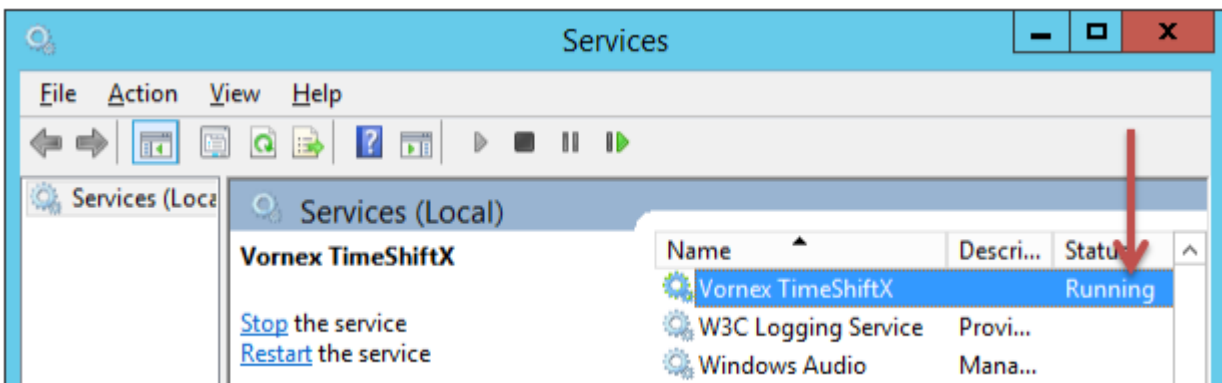 Services
File Action View Help
Services (Loca
Services (Local)
Vornex TimeShiftX
Stop the service
Restart the service
Name Descri... Status
Vornex TimeShiftX Running
W3C Logging Service Provi...
Windows Audio Mana...